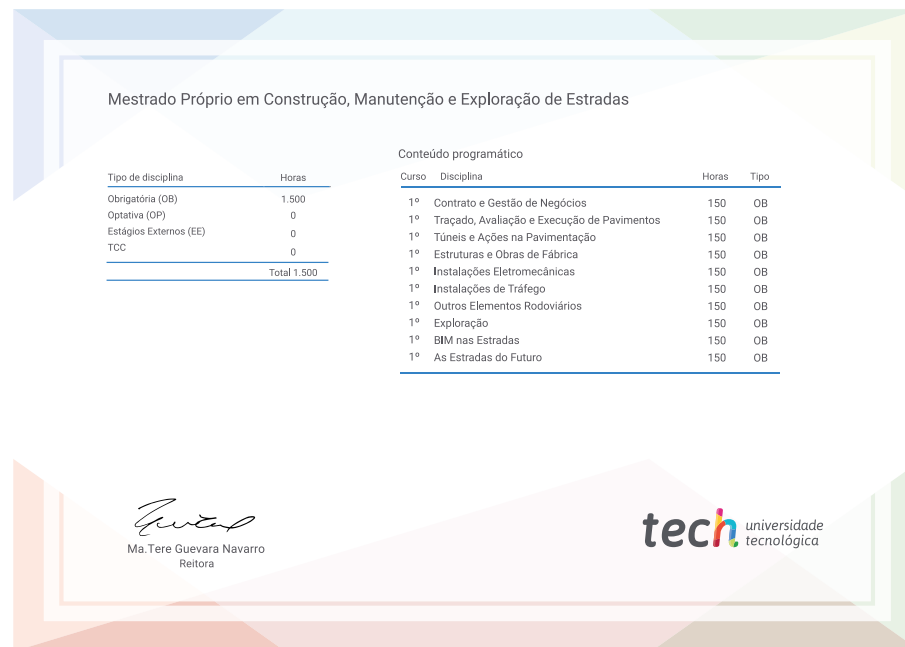 Mestrado Próprio em Construção, Manutenção e Exploração de Estradas
Tipo de disciplina Horas
Obrigatória (OB) 1.500
Optativa (OP) 0
Estágios Externos (EE) 0
TCC 0
Total 1.500
Conteúdo programático
Curso Disciplina Horas Tipo
1º Contrato e Gestão de Negócios 150 OB
1º Traçado, Avaliação e Execução de Pavimentos 150 OB
1º Túneis e Ações na Pavimentação 150 OB
1º Estruturas e Obras de Fábrica 150 OB
1º Instalações Eletromecânicas 150 OB
1º Instalações de Tráfego 150 OB
1º Outros Elementos Rodoviários 150 OB
1º Exploração 150 OB
1º BIM nas Estradas 150 OB
1º As Estradas do Futuro 150 OB
Ma.Tere Guevara Navarro
Reitora
tech universidade
tecnológica